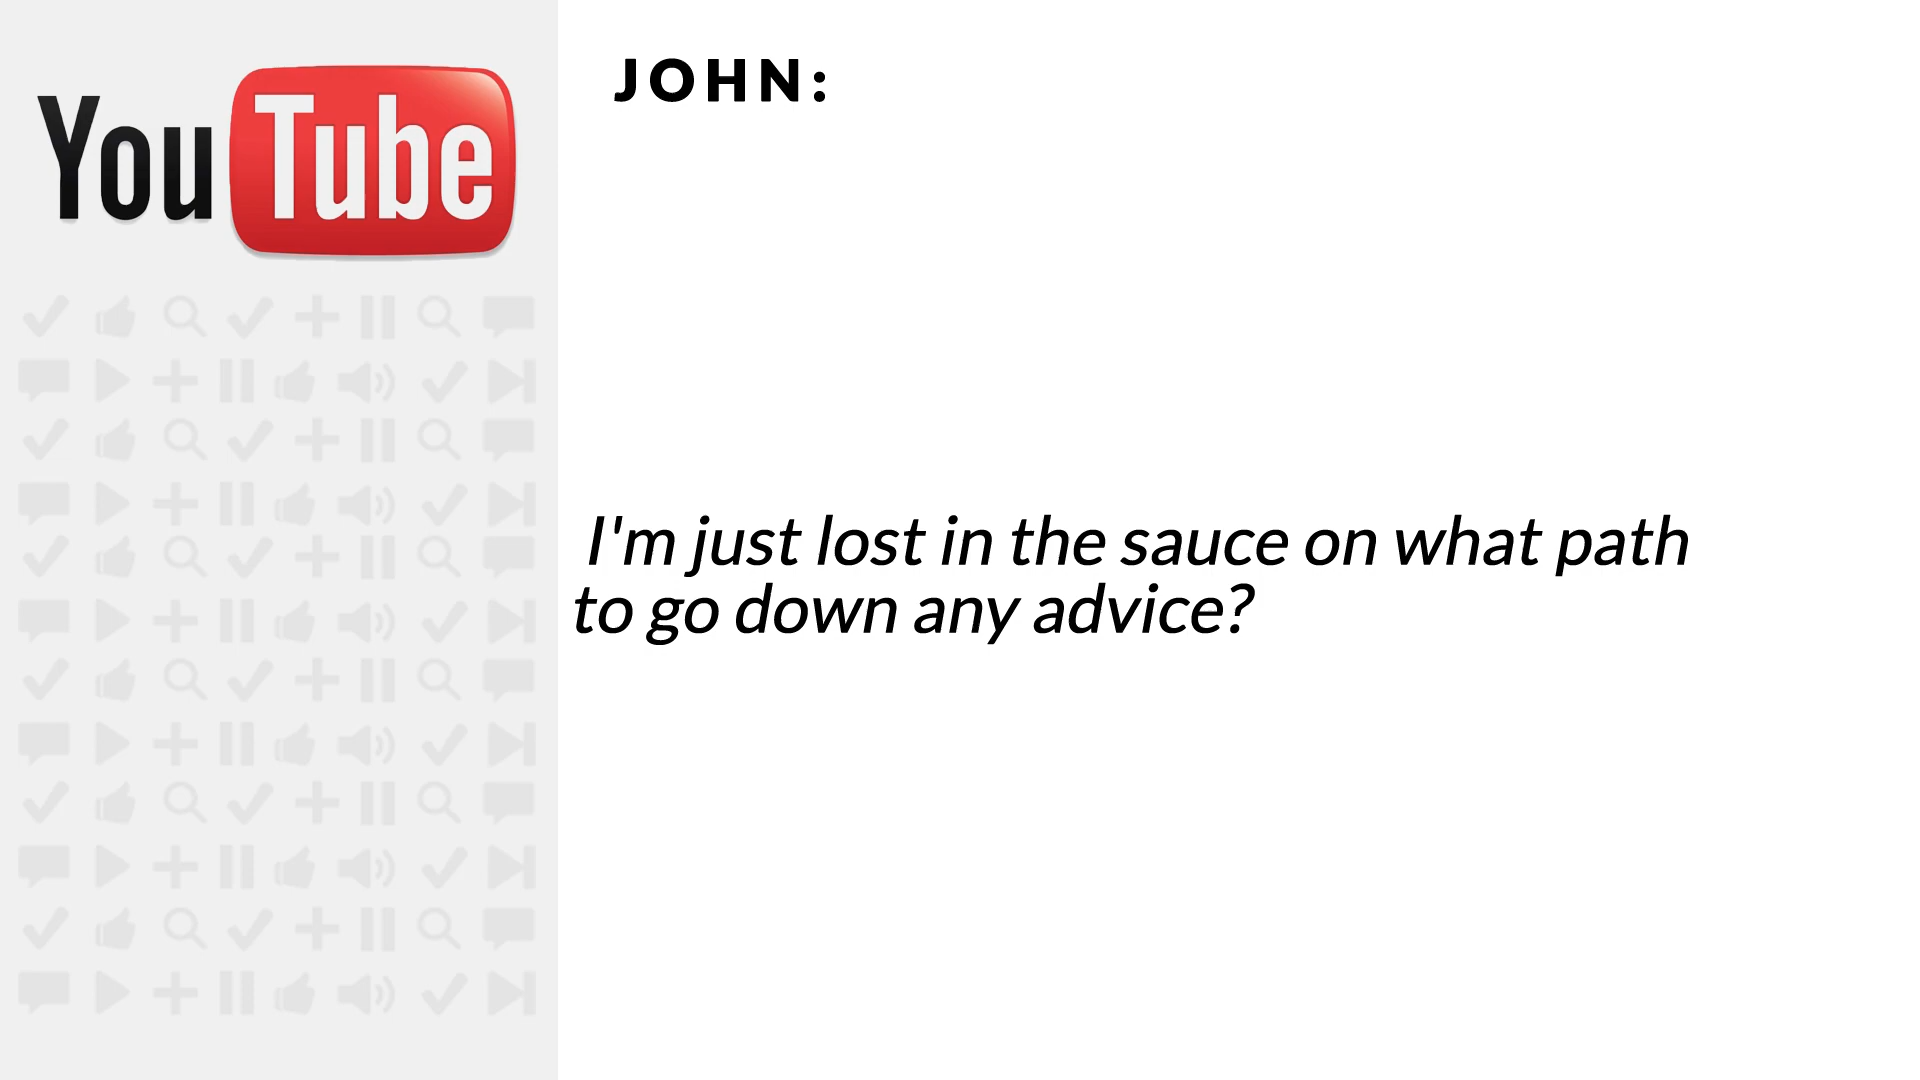 YouTube
JOHN:
I'm just lost in the sauce on what path
to go down any advice?